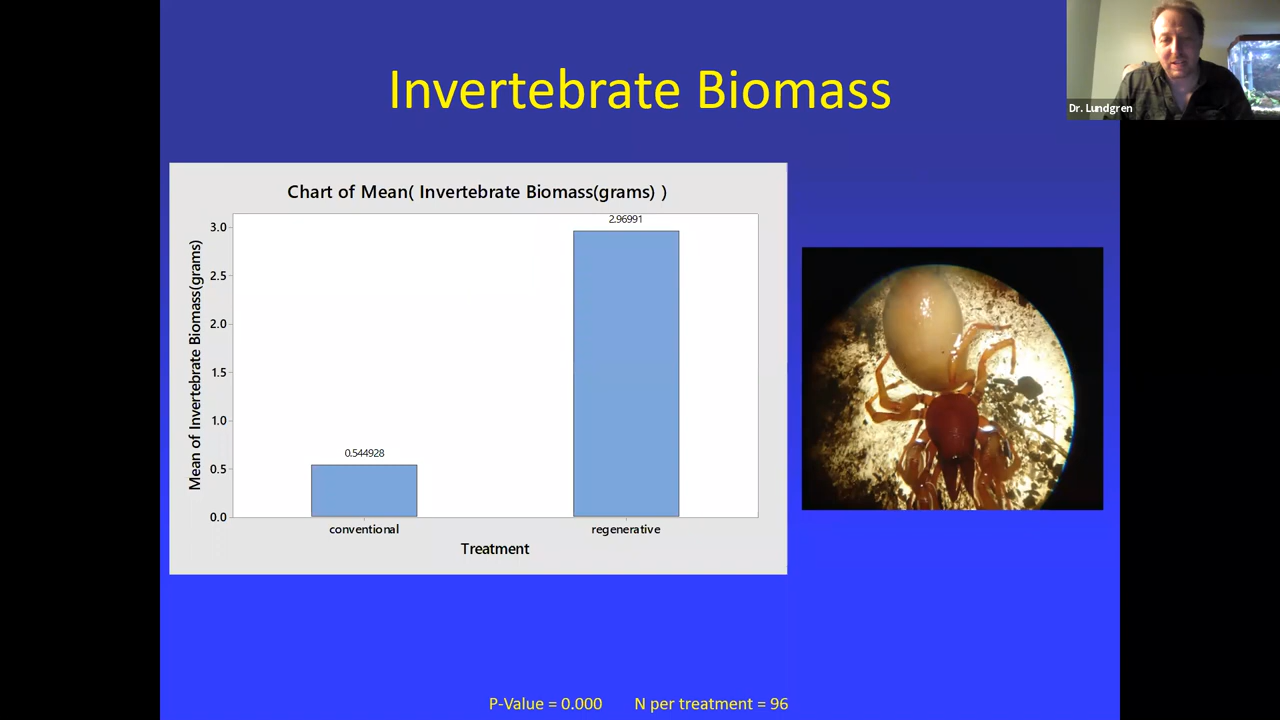 Invertebrate Biomass
Dr. Lundgren
Chart of Mean( Invertebrate Biomass(grams) )
Mean of Invertebrate Biomass(grams)
3.0
2.5
2.0
1.5
1.0
0.5
0.0
0.544928
2.96991
conventional
regenerative
Treatment
P-Value = 0.000 N per treatment = 96